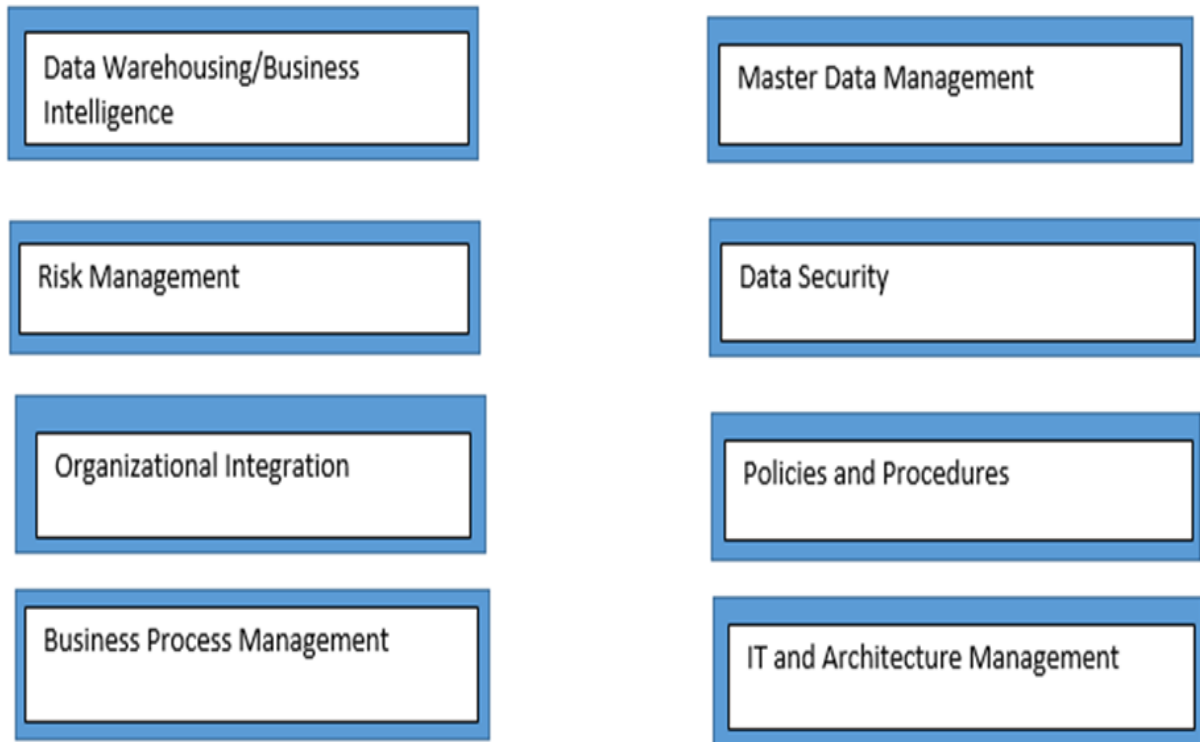 Data Warehousing/Business
Intelligence
Master Data Management
Risk Management
Data Security
Organizational Integration
Policies and Procedures
Business Process Management
IT and Architecture Management